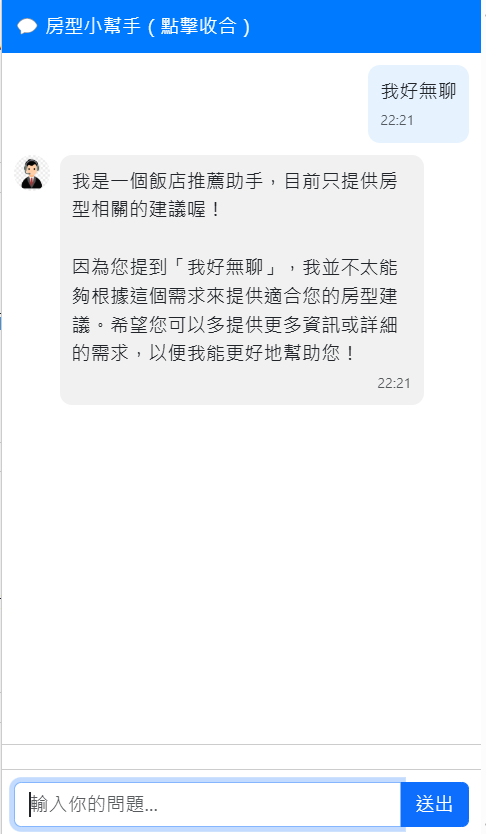 房型小幫手(點擊收合)
我好無聊
22:21
我是一個飯店推薦助手,目前只提供房
型相關的建議喔!
因為您提到「我好無聊」,我並不太能
夠根據這個需求來提供適合您的房型建
議。希望您可以多提供更多資訊或詳細
的需求,以便我能更好地幫助您!
22:21
輸入你的問題...
送出